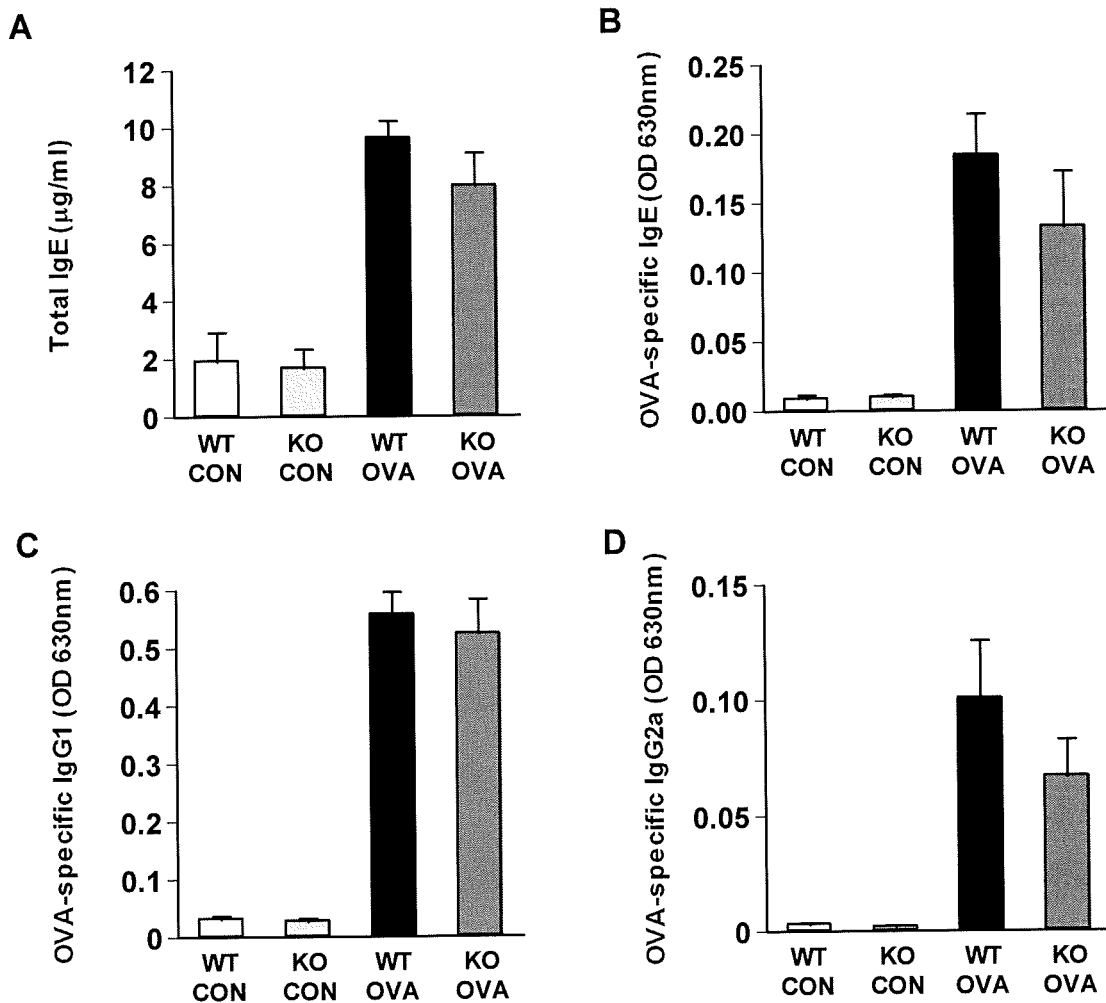 A
Total IgE (µg/ml)
12
10
8
6
4
2
0
WT KO WT KO
CON CON OVA OVA
B
OVA-specific IgE (OD 630nm)
0.25
0.20
0.15
0.10
0.05
0.00
WT KO WT KO
CON CON OVA OVA
C
OVA-specific IgG1 (OD 630nm)
0.6
0.5
0.4
0.3
0.2
0.1
0
WT KO WT KO
CON CON OVA OVA
D
OVA-specific IgG2a (OD 630nm)
0.15
0.10
0.05
0
WT KO WT KO
CON CON OVA OVA